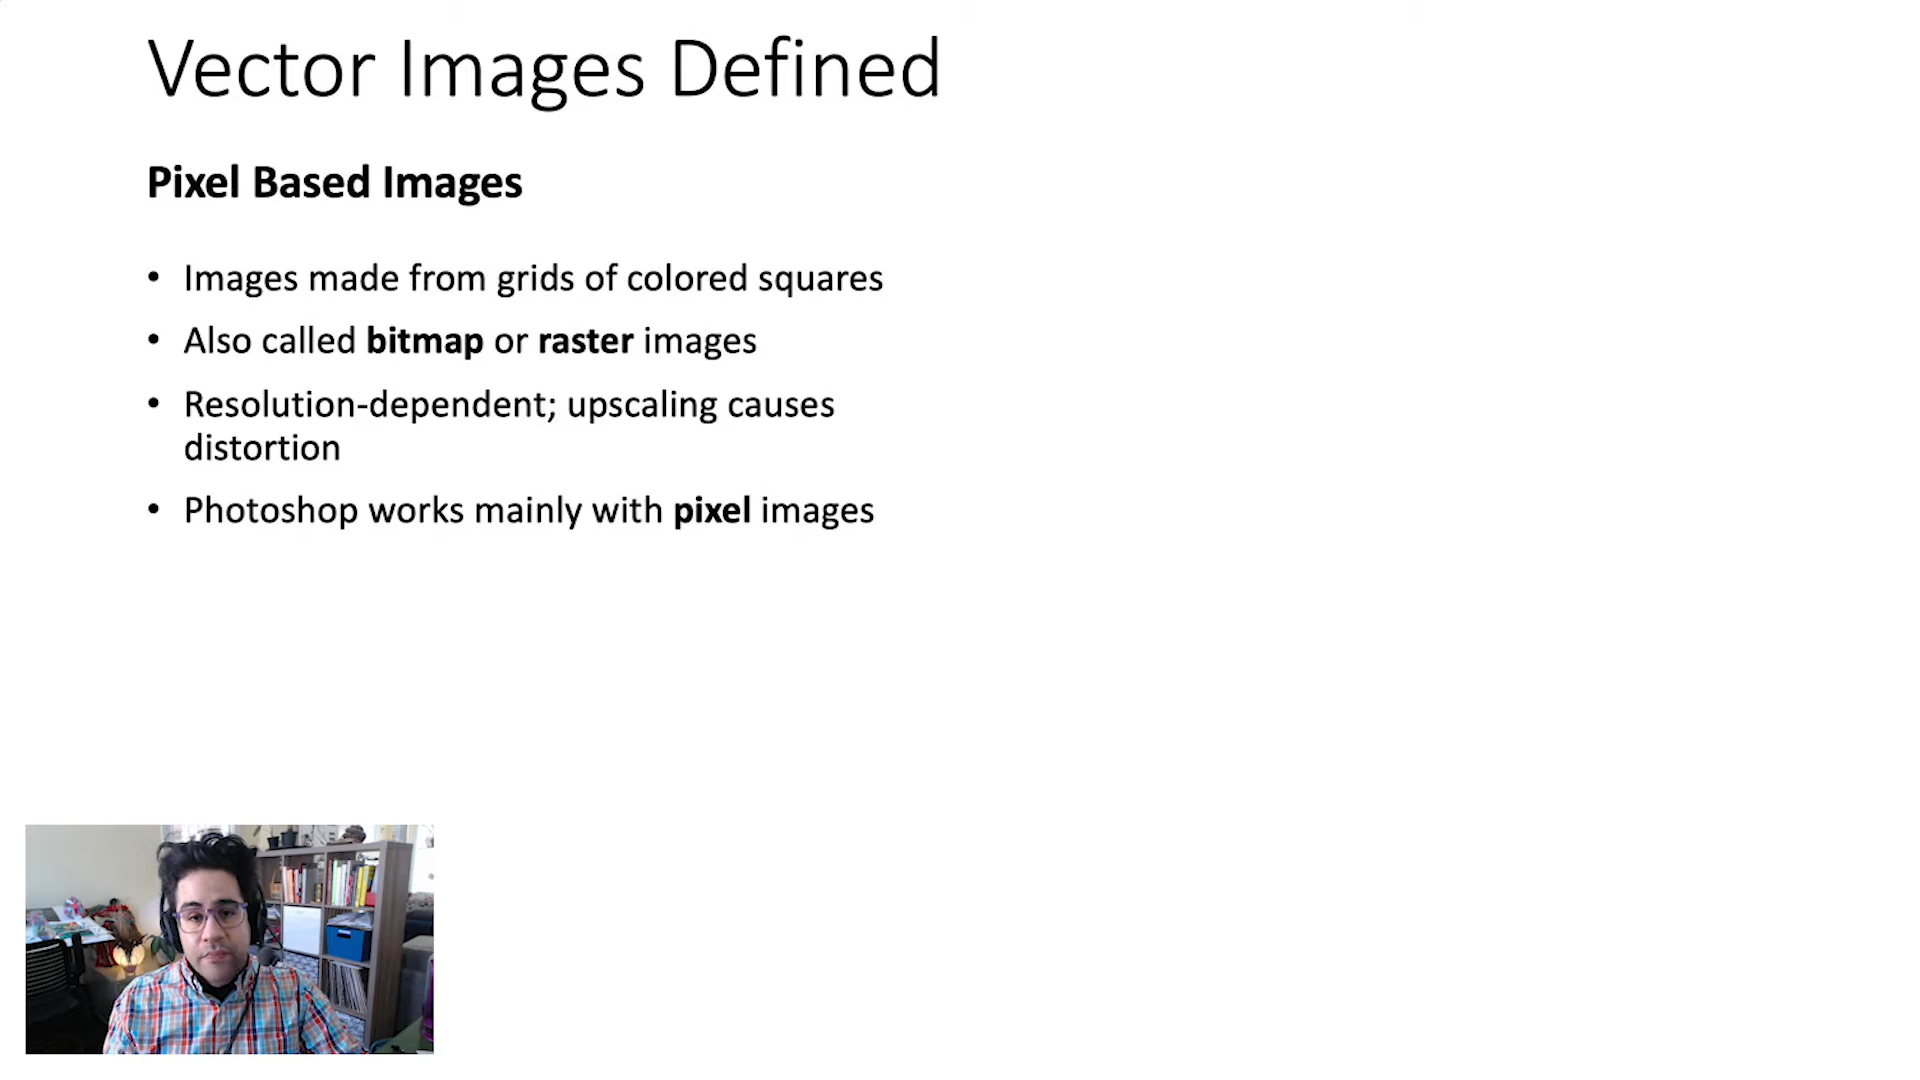 Vector Images Defined
Pixel Based Images
• Images made from grids of colored squares
• Also called bitmap or raster images
• Resolution-dependent; upscaling causes
distortion
• Photoshop works mainly with pixel images